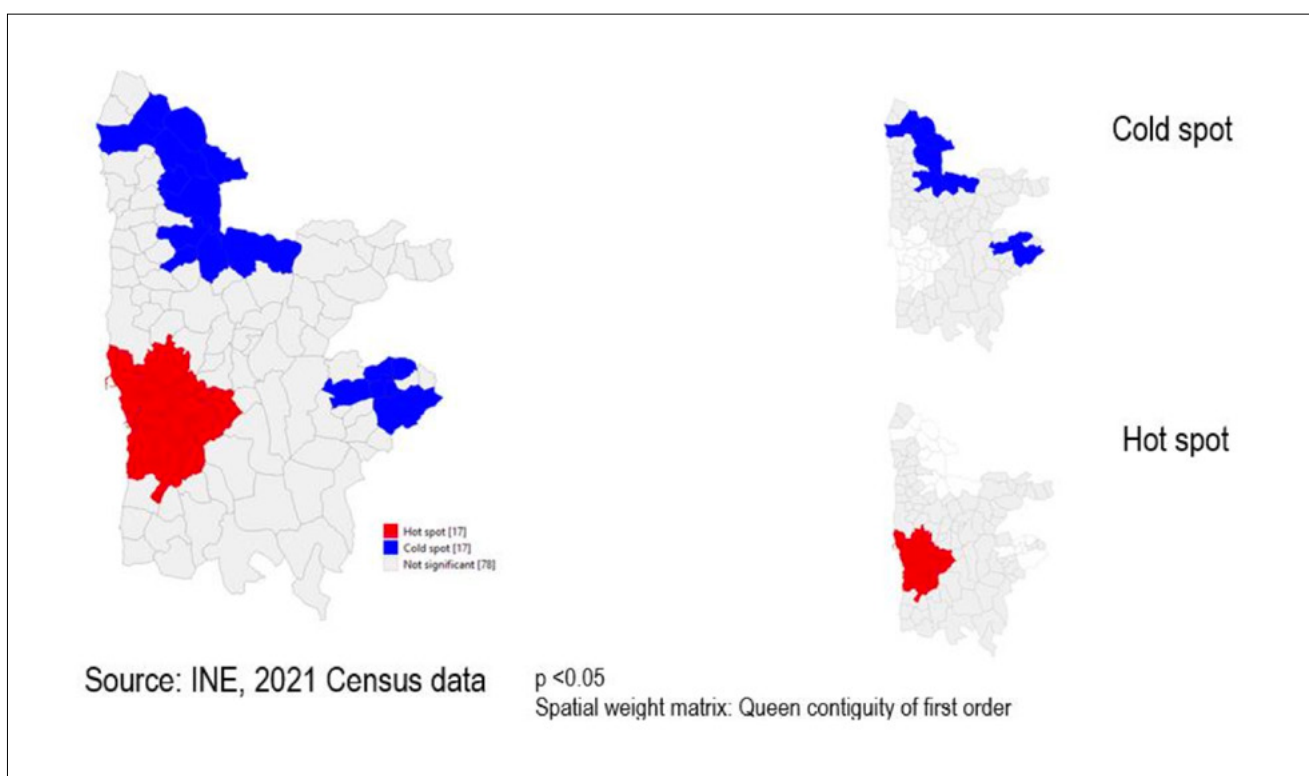 Cold spot
Hot spot
Hot spot [17]
Cold spot [17]
Not significant [78]
Source: INE, 2021 Census data
p <0.05
Spatial weight matrix: Queen contiguity of first order